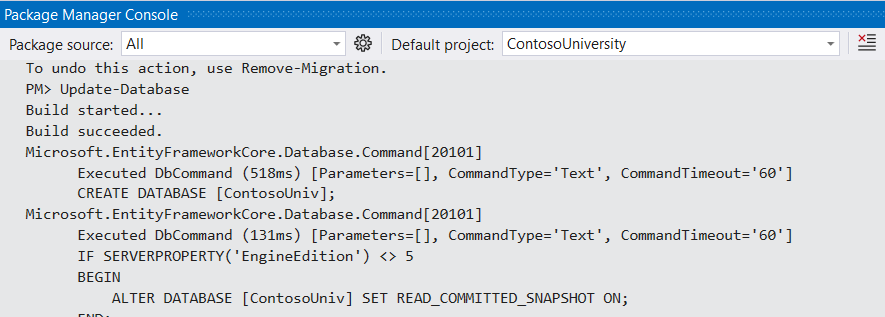 Package Manager Console
Package source: All Default project: ContosoUniversity
To undo this action, use Remove-Migration.
PM> Update-Database
Build started...
Build succeeded.
Microsoft.EntityFrameworkCore.Database.Command[20101]
Executed DbCommand (518ms) [Parameters=[], CommandType='Text', CommandTimeout='60']
CREATE DATABASE [ContosoUniv];
Microsoft.EntityFrameworkCore.Database.Command[20101]
Executed DbCommand (131ms) [Parameters=[], CommandType='Text', CommandTimeout='60']
IF SERVERPROPERTY('EngineEdition') <> 5
BEGIN
ALTER DATABASE [ContosoUniv] SET READ_COMMITTED_SNAPSHOT ON;
END;